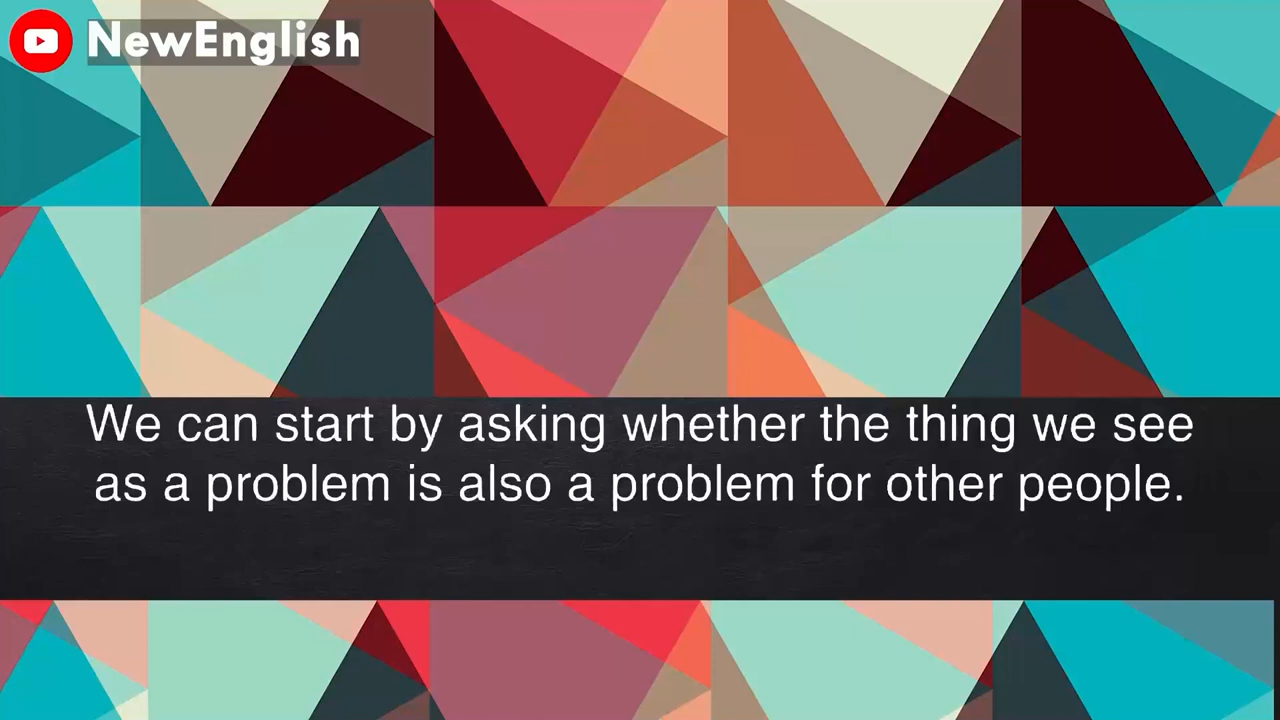 NewEnglish
We can start by asking whether the thing we see
as a problem is also a problem for other people.